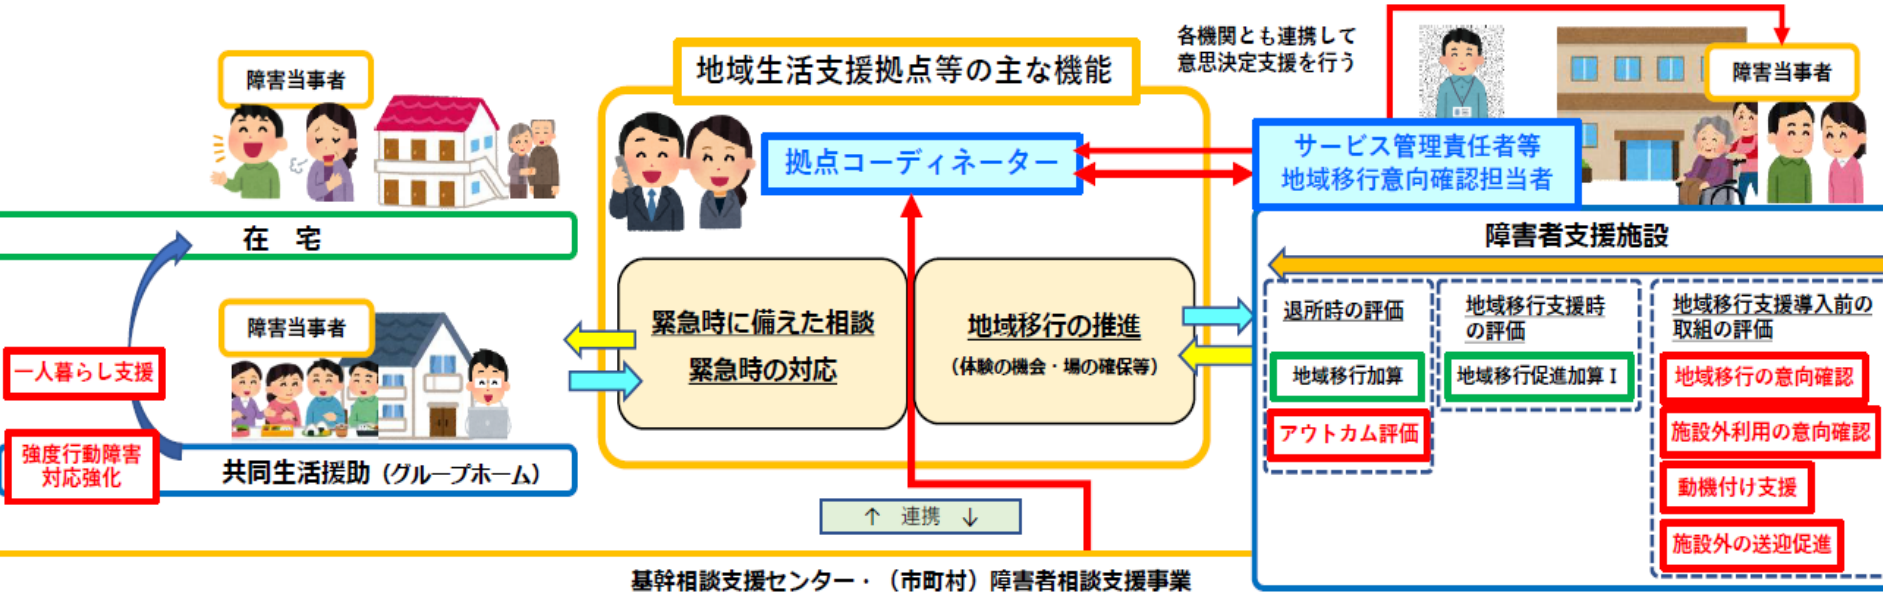 障害当事者
在　宅
一人暮らし支援
強度行動障害
対応強化
障害当事者
共同生活援助（グループホーム）
地域生活支援拠点等の主な機能
拠点コーディネーター
緊急時に備えた相談
緊急時の対応
地域移行の推進
（体験の機会・場の確保等）
↑　連携　↓
基幹相談支援センター・（市町村）障害者相談支援事業
各機関とも連携して
意思決定支援を行う
サービス管理責任者等
地域移行意向確認担当者
障害当事者
障害者支援施設
退所時の評価
地域移行加算
アウトカム評価
地域移行支援時
の評価
地域移行促進加算Ⅰ
地域移行支援導入前の
取組の評価
地域移行の意向確認
施設外利用の意向確認
動機付け支援
施設外の送迎促進